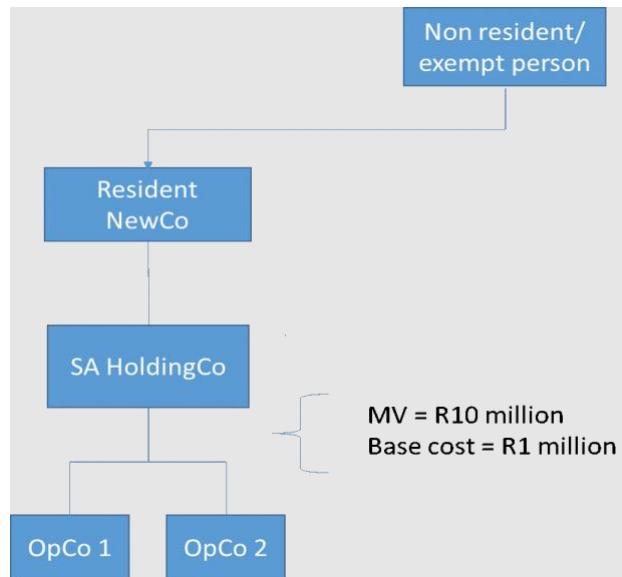 Non resident/
exempt person
Resident
NewCo
SA HoldingCo
MV = R10 million
Base cost = R1 million
OpCo 1
OpCo 2